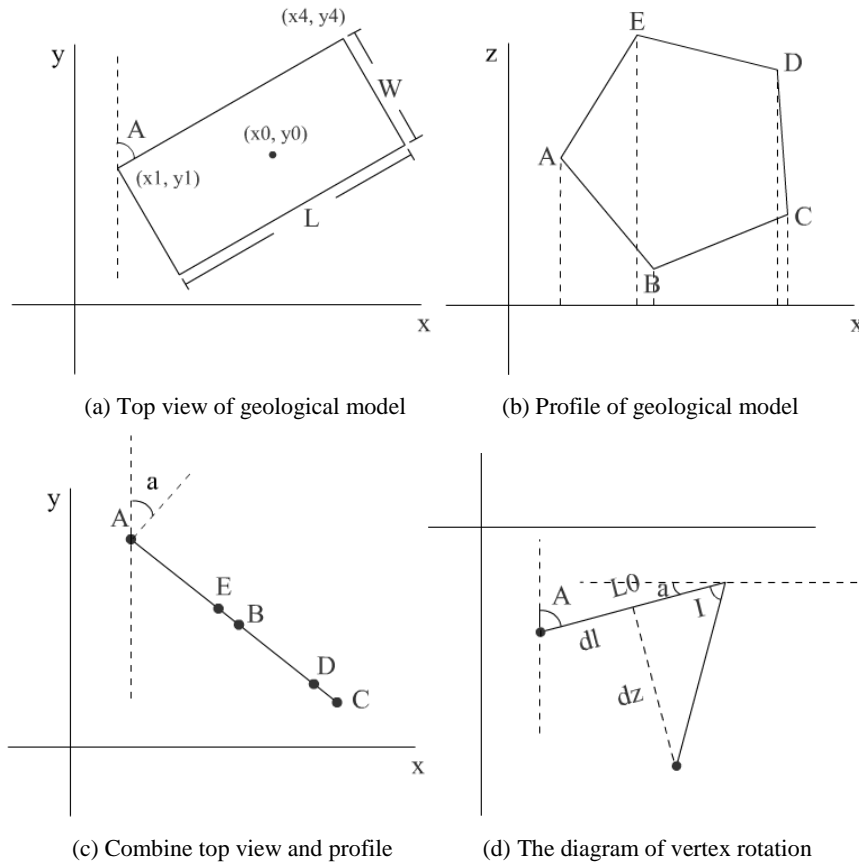 (x4, y4)
y
W
A
(x0, y0)
(x1, y1)
L
x
(a) Top view of geological model
z
E
D
A
C
B
x
(b) Profile of geological model
a
y
A
E
B
D
C
x
(c) Combine top view and profile
A
Lθ
a
I
dl
dz
(d) The diagram of vertex rotation